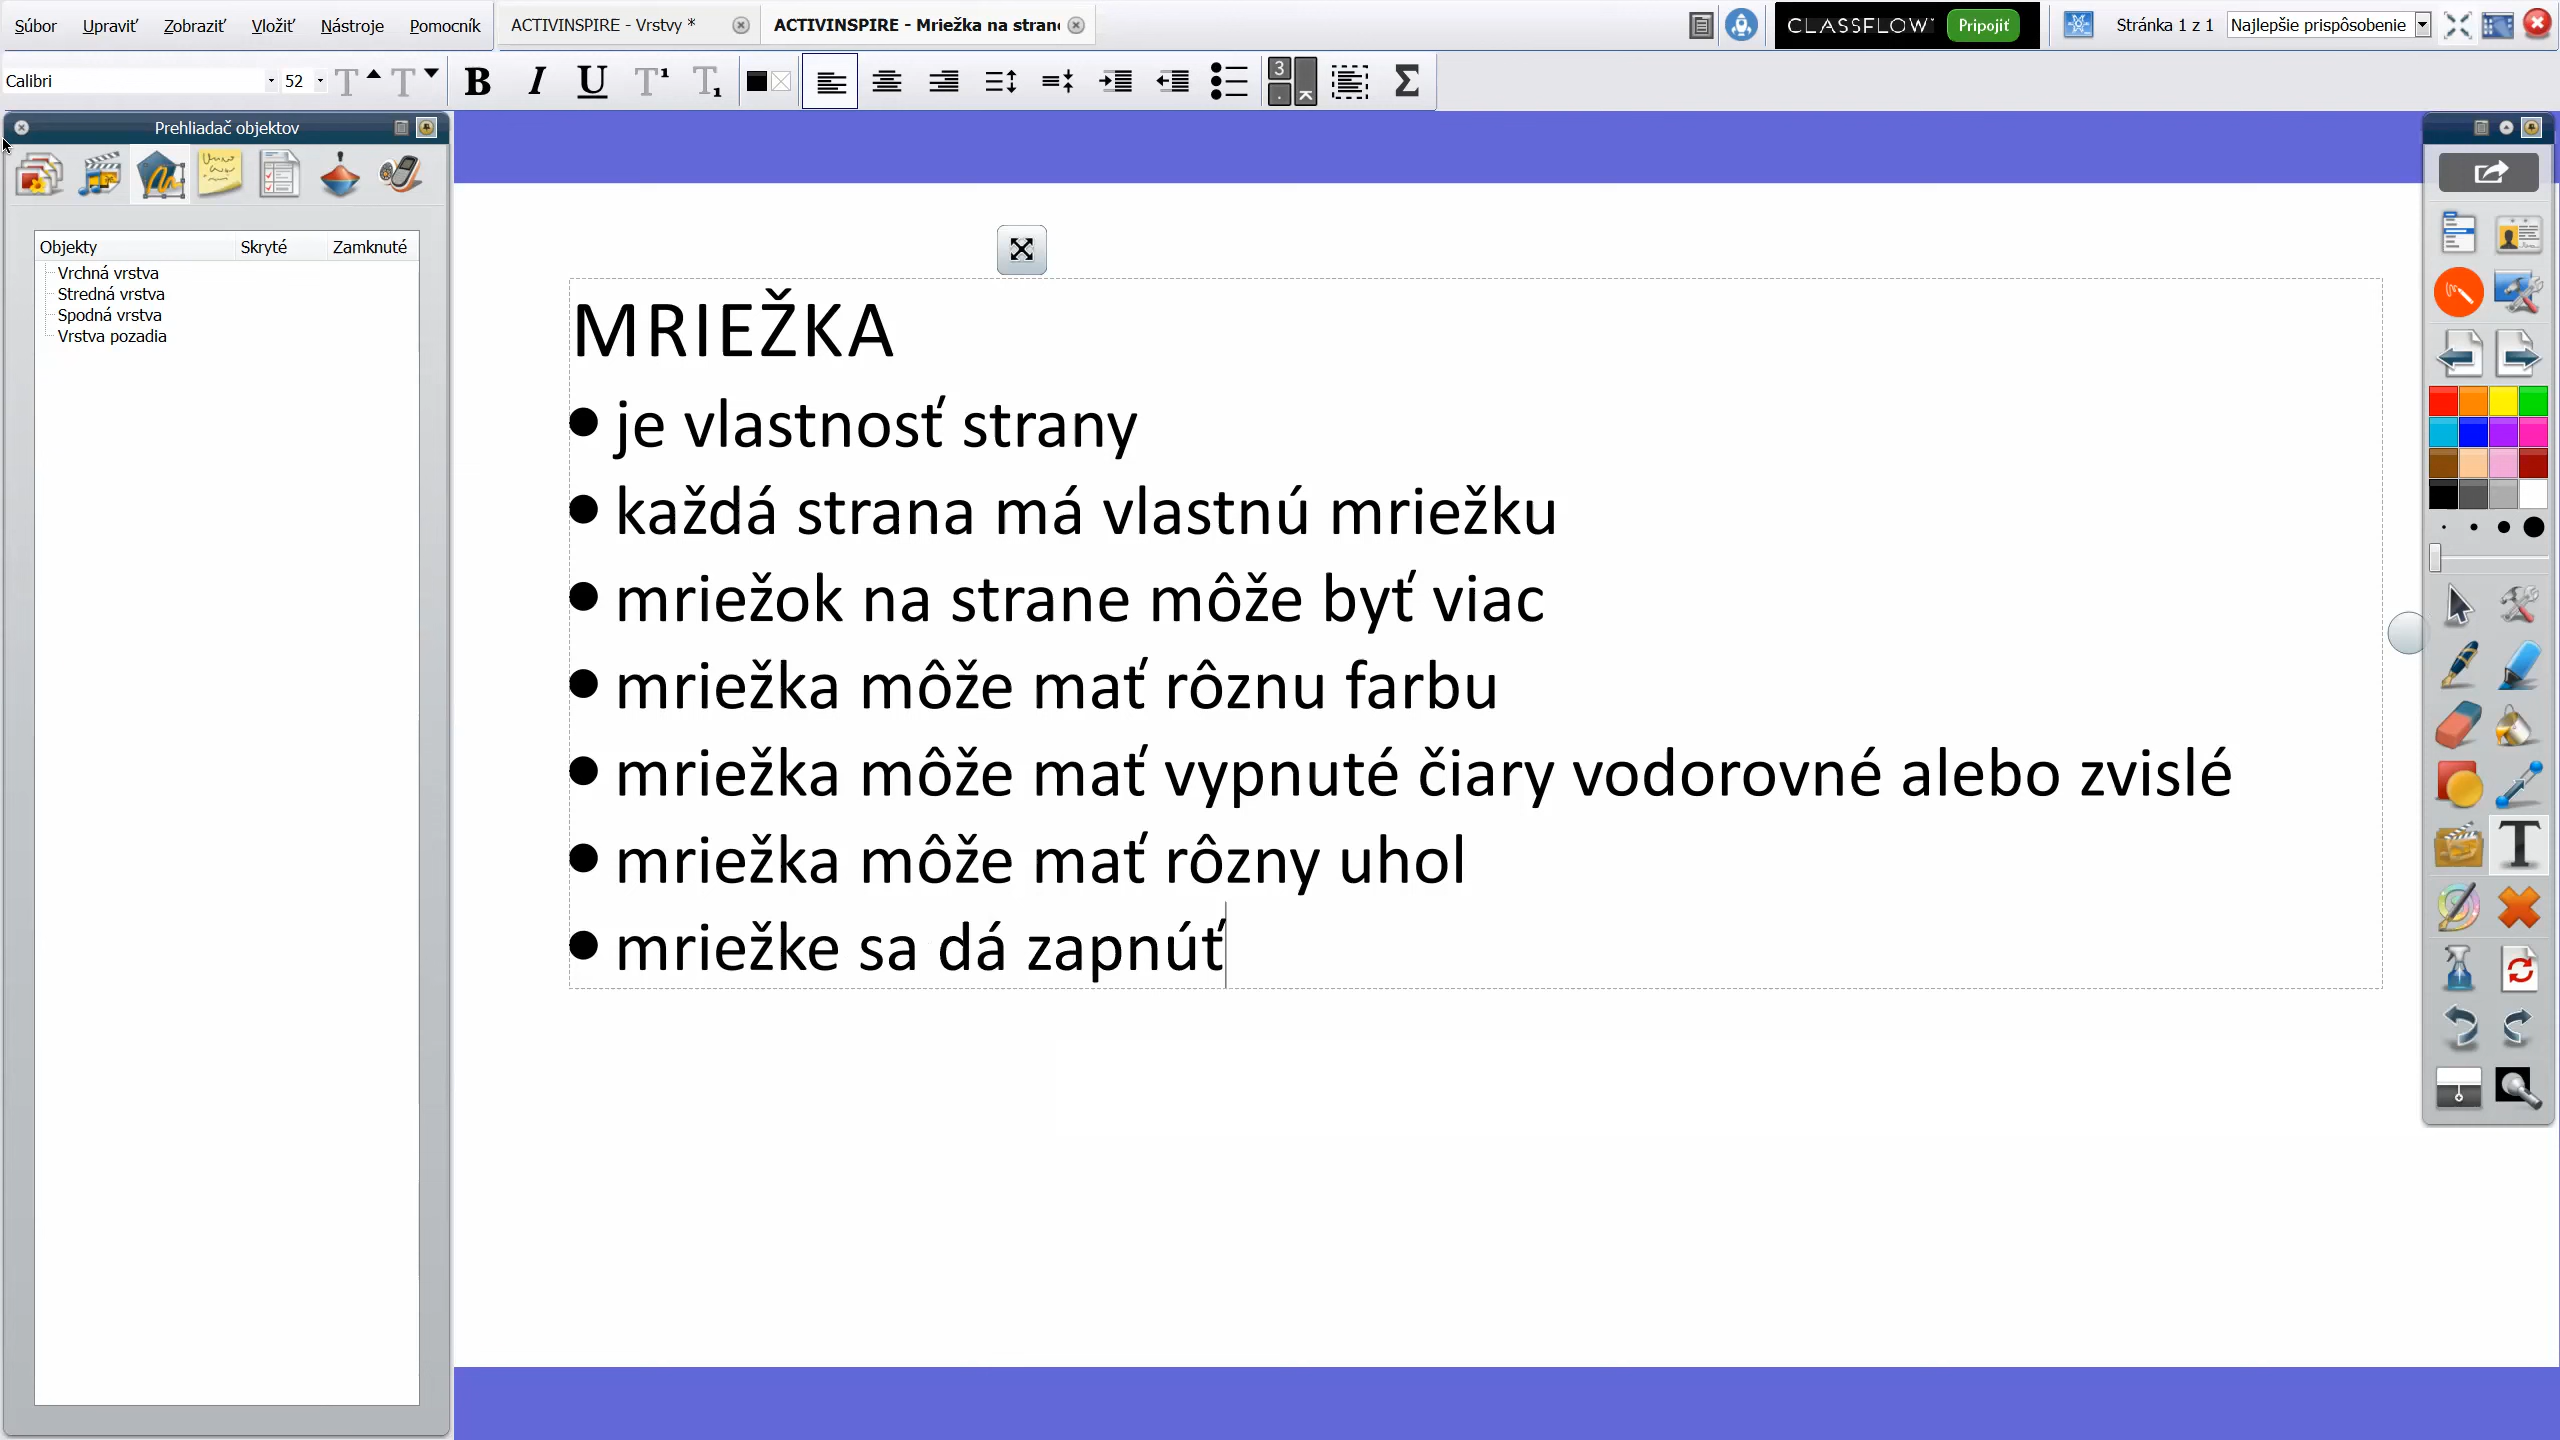 Súbor Upraviť Zobraziť Vložiť Nástroje Pomocník ACTIVINSPIRE - Vrstvy * ACTIVINSPIRE - Mriežka na stran CLASSFLOW Pripojiť Stránka 1 z 1 Najlepšie prispôsobenie
Calibri 52 B I U T¹ T₁ 3 Σ
Prehliadač objektov
Objekty Skryté Zamknuté
Vrchná vrstva
Stredná vrstva
Spodná vrstva
Vrstva pozadia
MRIEŽKA
• je vlastnosť strany
• každá strana má vlastnú mriežku
• mriežok na strane môže byť viac
• mriežka môže mať rôznu farbu
• mriežka môže mať vypnuté čiary vodorovné alebo zvislé
• mriežka môže mať rôzny uhol
• mriežke sa dá zapnúť